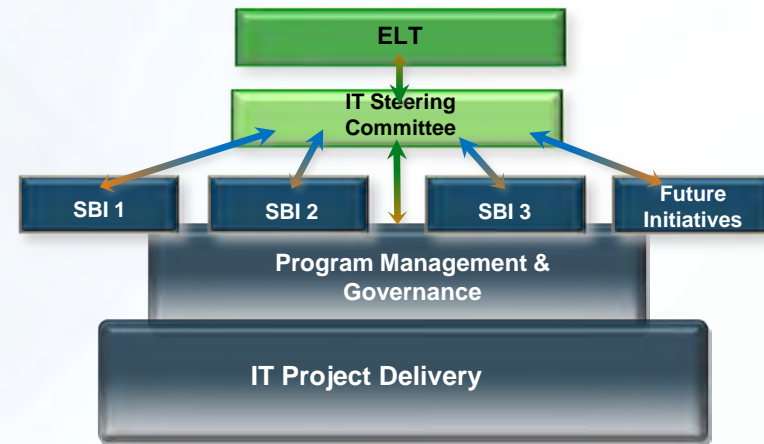 ELT
IT Steering
Committee
SBI 1
SBI 2
SBI 3
Future
Initiatives
Program Management &
Governance
IT Project Delivery